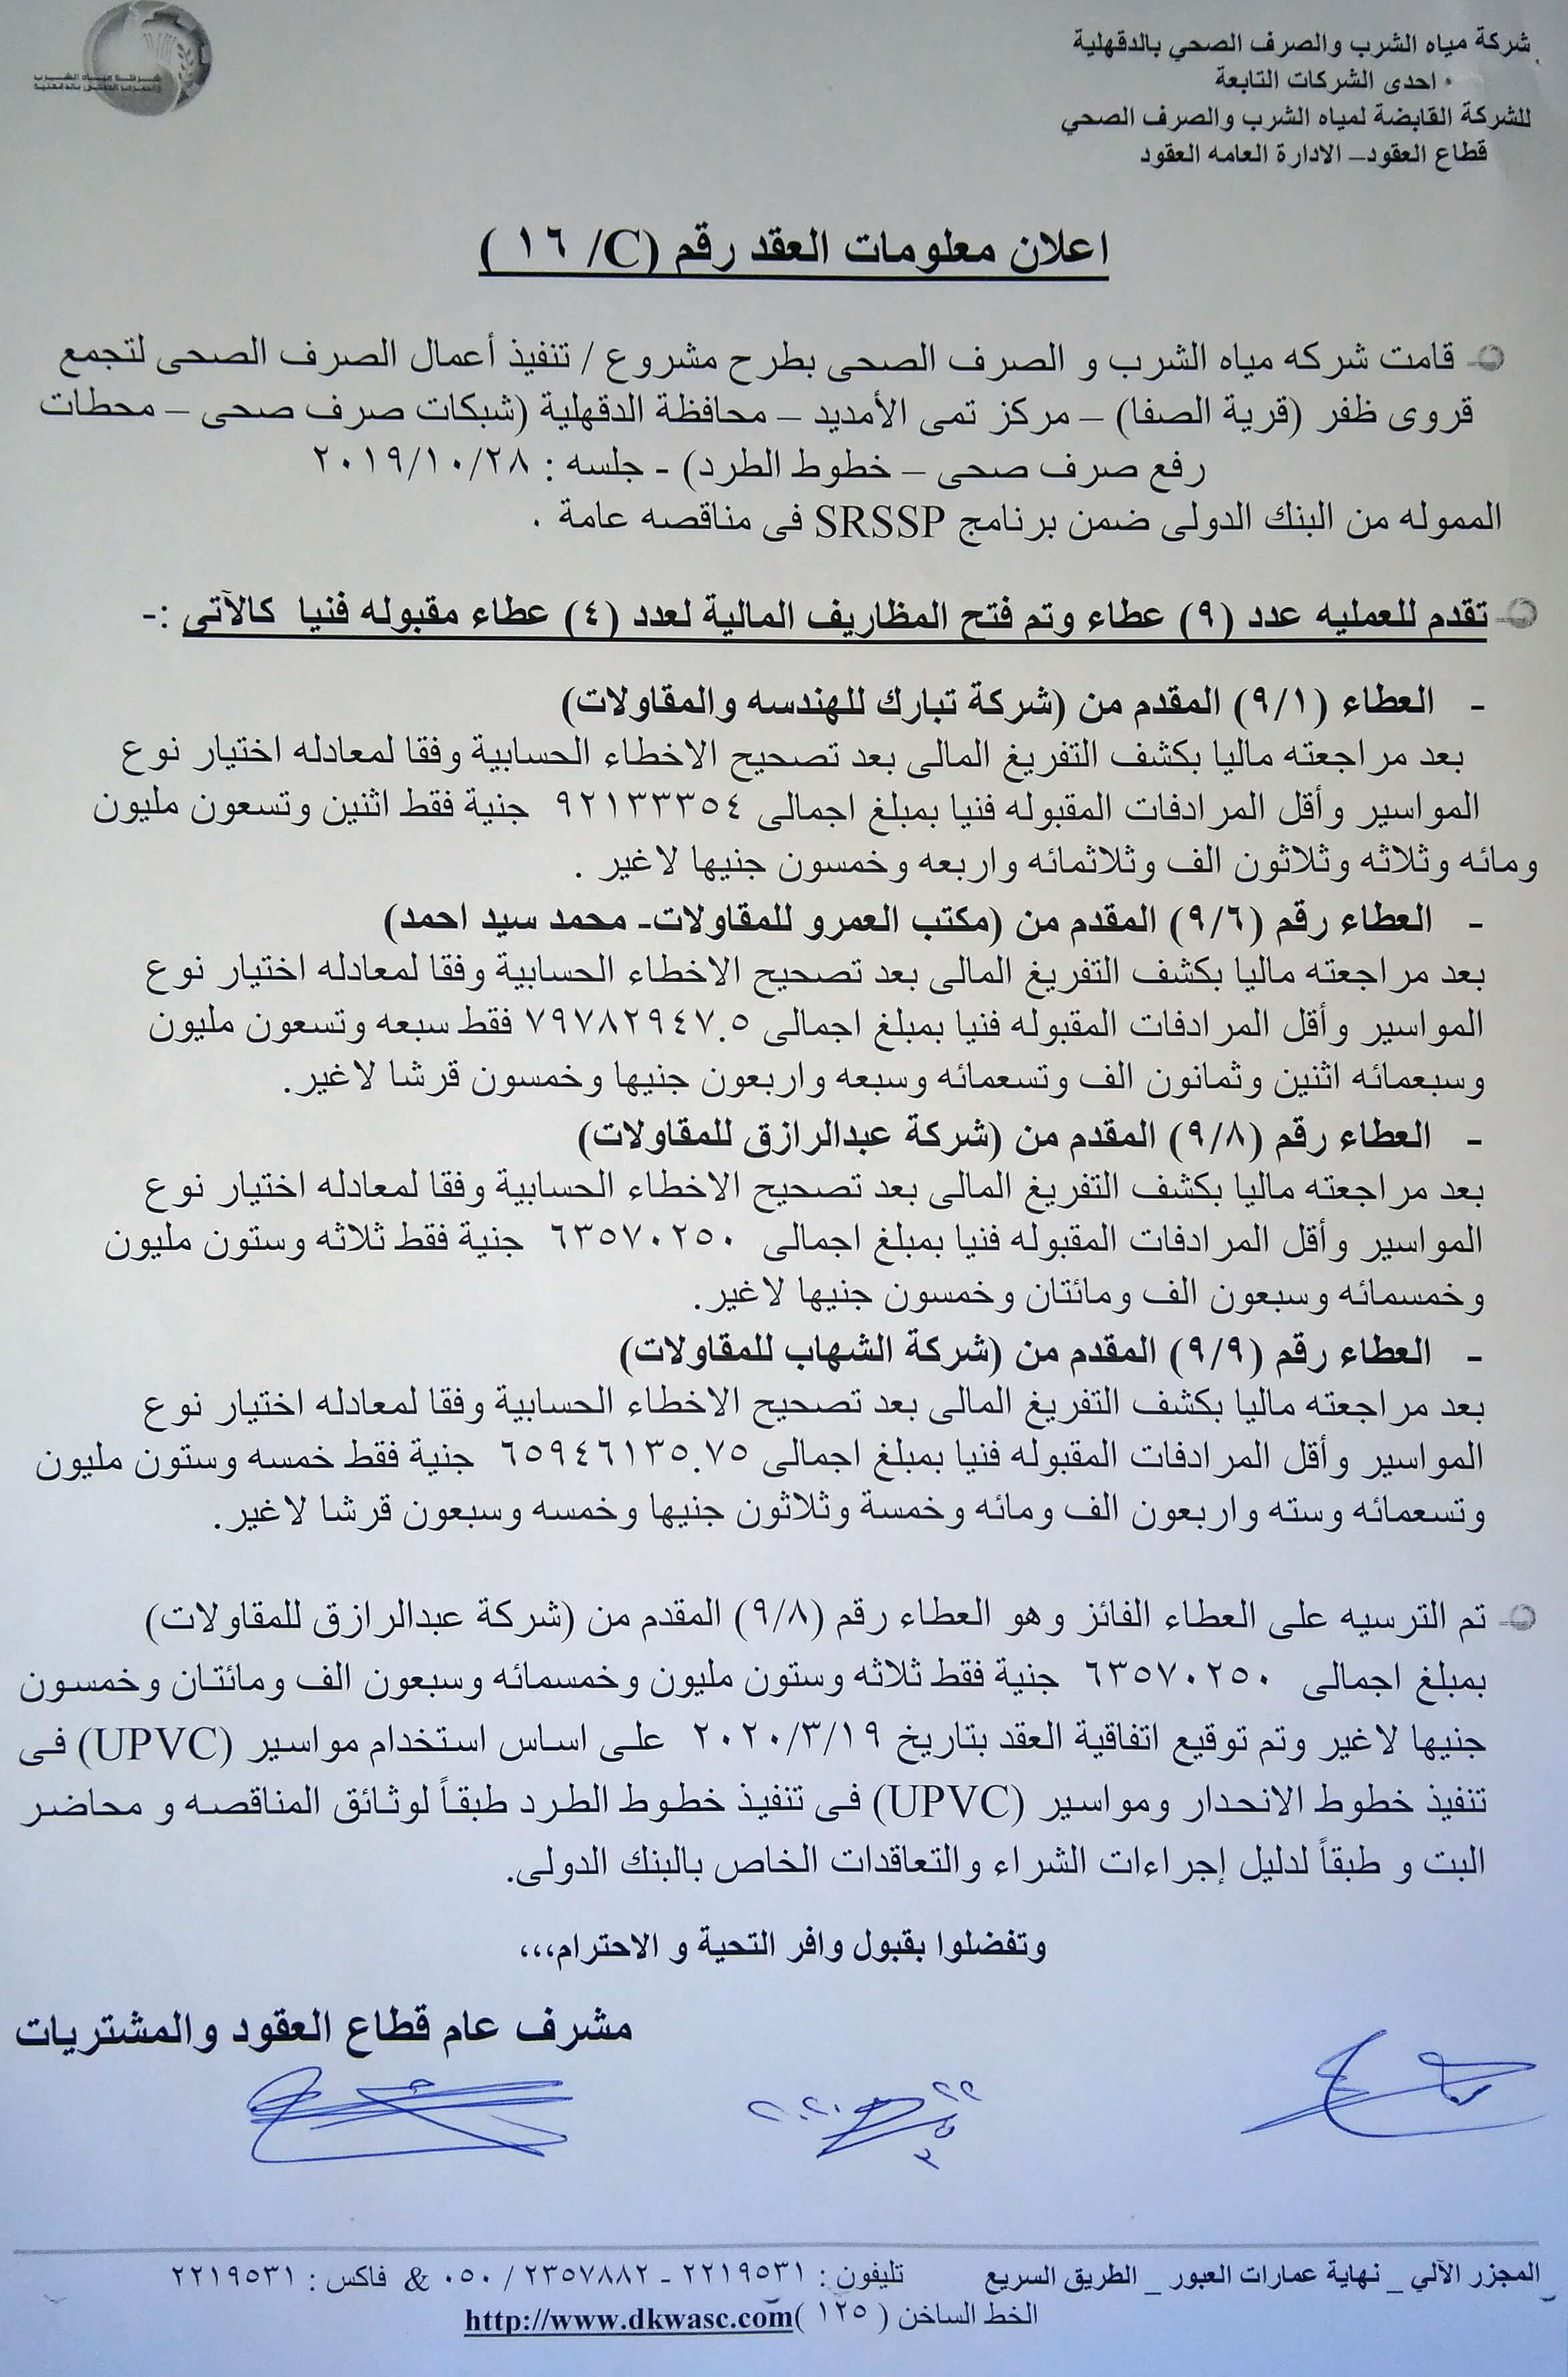 شركة مياه الشرب والصرف الصحي بالدقهلية
احدى الشركات التابعة
للشركة القابضة لمياه الشرب والصرف الصحي
قطاع العقود– الادارة العامه العقود
شركة مياه الشرب
والصرف الصحى بالدقهلية
اعلان معلومات العقد رقم (C/ ١٦ )
قامت شركه مياه الشرب و الصرف الصحى بطرح مشروع / تنفيذ أعمال الصرف الصحى لتجمع
قروى ظفر (قرية الصفا) – مركز تمى الأمديد – محافظة الدقهلية (شبكات صرف صحى – محطات
رفع صرف صحى – خطوط الطرد) - جلسه : ٢٠١٩/١٠/٢٨
الممولة من البنك الدولى ضمن برنامج SRSSP فى مناقصه عامة .
تقدم للعمليه عدد (٩) عطاء وتم فتح المظاريف المالية لعدد (٤) عطاء مقبوله فنيا كالآتى :-
- العطاء (٩/١) المقدم من (شركة تبارك للهندسه والمقاولات)
بعد مراجعته ماليا بكشف التفريغ المالى بعد تصحيح الاخطاء الحسابية وفقا لمعادله اختيار نوع
المواسير وأقل المرادفات المقبوله فنيا بمبلغ اجمالى ٩٢١٣٣٣٥٤ جنية فقط اثنين وتسعون مليون
ومائه وثلاثه وثلاثون الف وثلاثمائه واربعه وخمسون جنيها لاغير .
- العطاء رقم (٩/٦) المقدم من (مكتب العمرو للمقاولات- محمد سيد احمد)
بعد مراجعته ماليا بكشف التفريغ المالى بعد تصحيح الاخطاء الحسابية وفقا لمعادله اختيار نوع
المواسير وأقل المرادفات المقبوله فنيا بمبلغ اجمالى ٧٩٧٨٢٩٤٧.٥ فقط سبعه وتسعون مليون
وسبعمائه اثنين وثمانون الف وتسعمائه وسبعه واربعون جنيها وخمسون قرشا لاغير.
- العطاء رقم (٩/٨) المقدم من (شركة عبدالرازق للمقاولات)
بعد مراجعته ماليا بكشف التفريغ المالى بعد تصحيح الاخطاء الحسابية وفقا لمعادله اختيار نوع
المواسير وأقل المرادفات المقبوله فنيا بمبلغ اجمالى ٦٣٥٧٠٢٥٠ جنية فقط ثلاثه وستون مليون
وخمسمائه وسبعون الف ومائتان وخمسون جنيها لاغير.
- العطاء رقم (٩/٩) المقدم من (شركة الشهاب للمقاولات)
بعد مراجعته ماليا بكشف التفريغ المالى بعد تصحيح الاخطاء الحسابية وفقا لمعادله اختيار نوع
المواسير وأقل المرادفات المقبوله فنيا بمبلغ اجمالى ٦٥٩٤٦١٣٥.٧٥ جنية فقط خمسه وستون مليون
وتسعمائه وسته واربعون الف ومائه وخمسة وثلاثون جنيها وخمسه وسبعون قرشا لاغير.
تم الترسيه على العطاء الفائز وهو العطاء رقم (٩/٨) المقدم من (شركة عبدالرازق للمقاولات)
بمبلغ اجمالى ٦٣٥٧٠٢٥٠ جنية فقط ثلاثه وستون مليون وخمسمائه وسبعون الف ومائتان وخمسون
جنيها لاغير وتم توقيع اتفاقية العقد بتاريخ ٢٠٢٠/٣/١٩ على اساس استخدام مواسير (UPVC) فى
تنفيذ خطوط الانحدار ومواسير (UPVC) فى تنفيذ خطوط الطرد طبقاً لوثائق المناقصه و محاضر
البت و طبقاً لدليل إجراءات الشراء والتعاقدات الخاص بالبنك الدولى.
وتفضلوا بقبول وافر التحية و الاحترام،،،
مشرف عام قطاع العقود والمشتريات
المجزر الآلي _ نهاية عمارات العبور _ الطريق السريع تليفون : ٢٢١٩٥٣١ - ٢٣٥٧٨٨٢ / ٠٥٠ & فاكس : ٢٢١٩٥٣١
الخط الساخن ( ١٢٥ )http://www.dkwasc.com